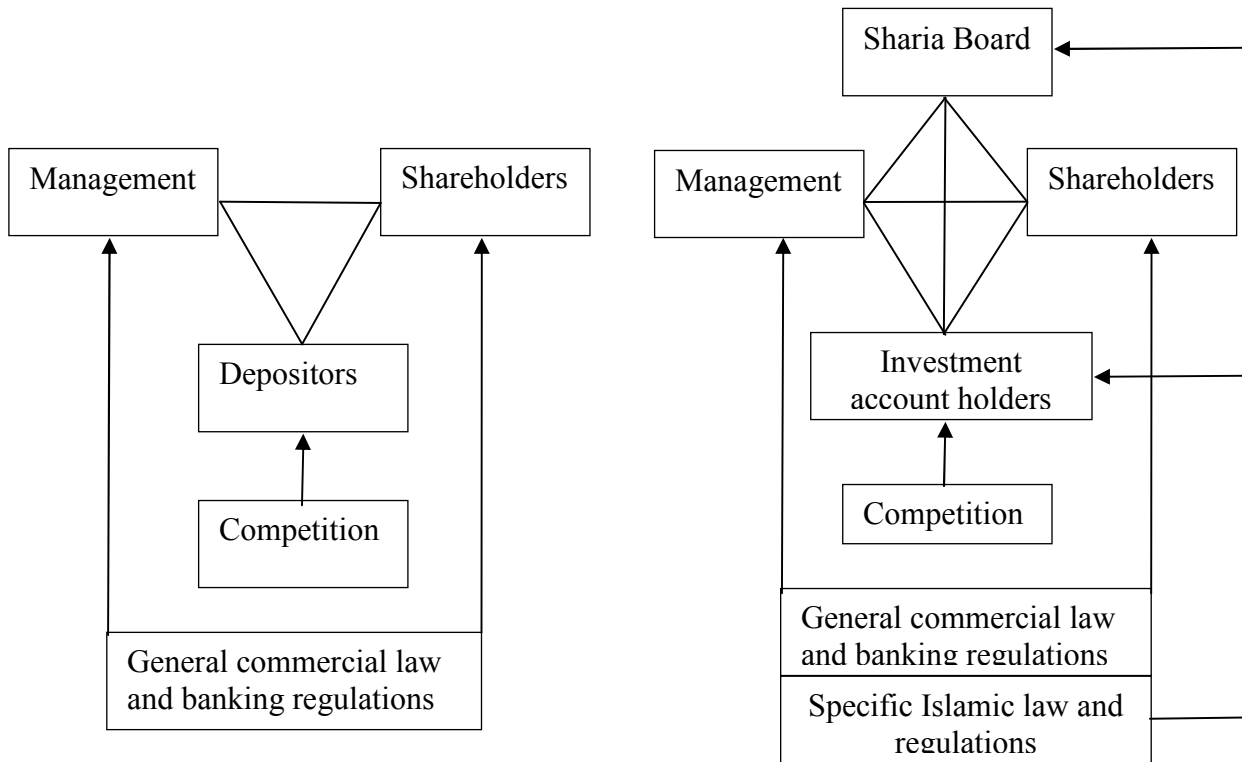 Management
Shareholders
Depositors
Competition
General commercial law
and banking regulations
Sharia Board
Management
Shareholders
Investment
account holders
Competition
General commercial law
and banking regulations
Specific Islamic law and
regulations